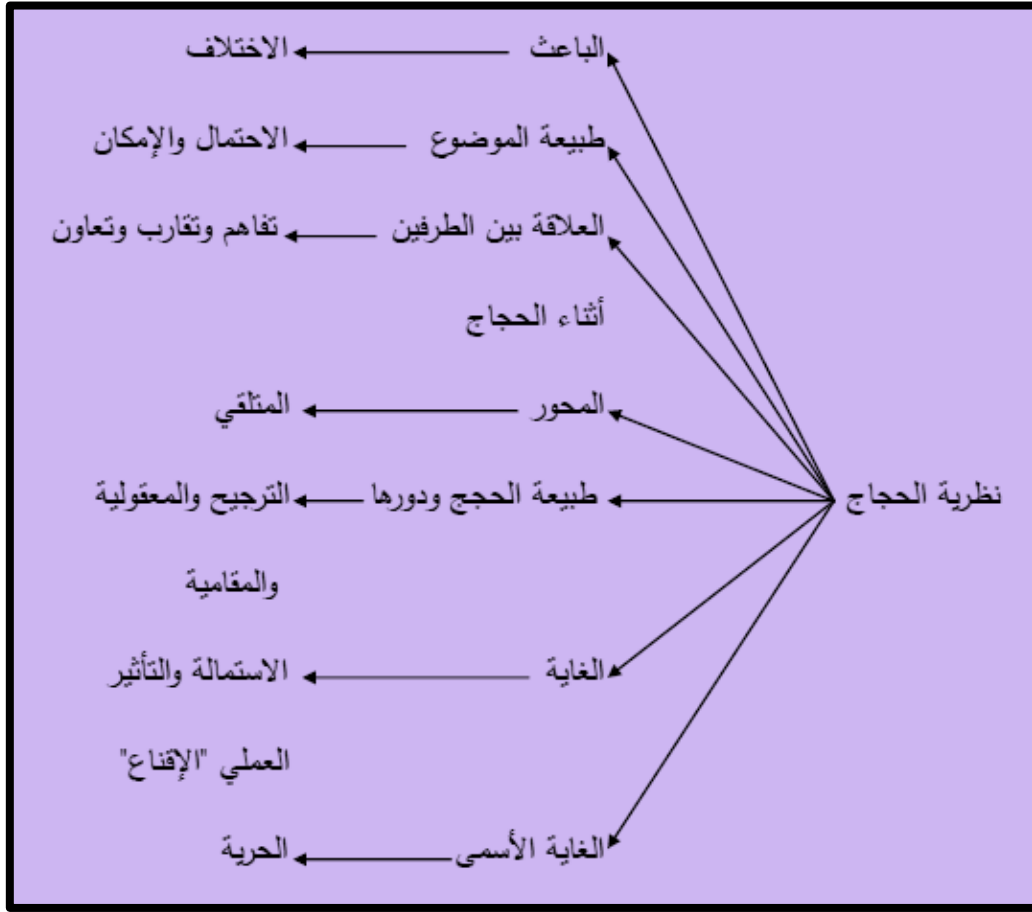 الباعث الاختلاف
طبيعة الموضوع الاحتمال والإمكان
العلاقة بين الطرفين تفاهم وتقارب وتعاون
أثناء الحجاج
المحور المتلقي
نظرية الحجاج طبيعة الحجج ودورها الترجيح والمعقولية
والمقامية
الغاية الاستمالة والتأثير
العملي "الإقناع"
الغاية الأسمى الحرية